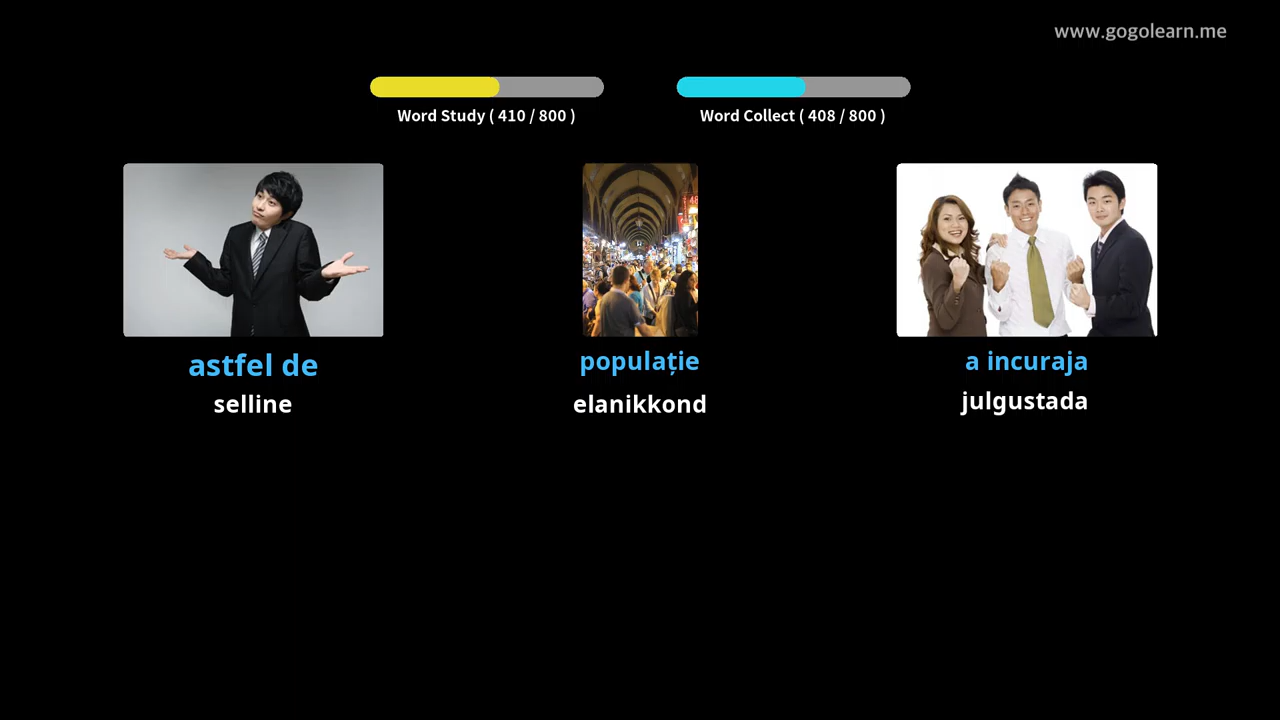 www.gogolearn.me
Word Study ( 410 / 800 )
Word Collect ( 408 / 800 )
astfel de
selline
populație
elanikkond
a incuraja
julgustada